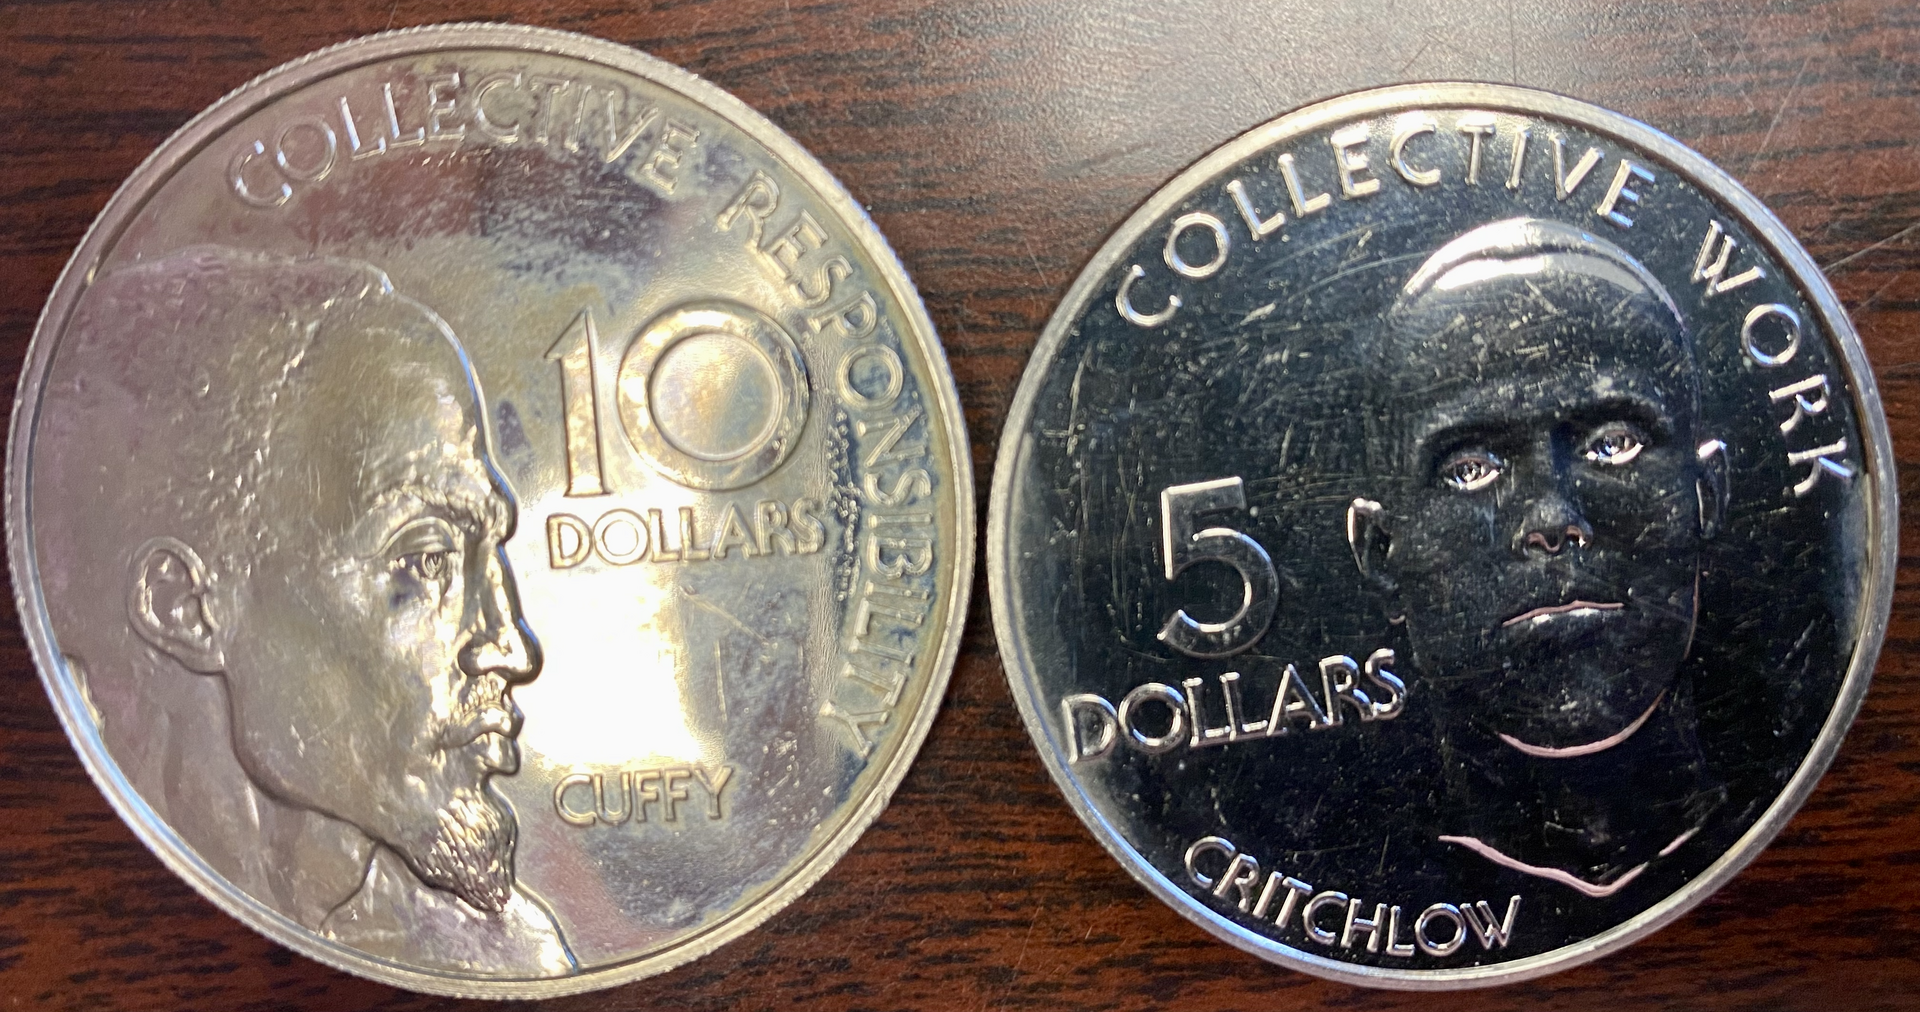 COLLECTIVE RESPONSIBILITY
10
DOLLARS
CUFFY
COLLECTIVE WORK
5
DOLLARS
CRITCHLOW